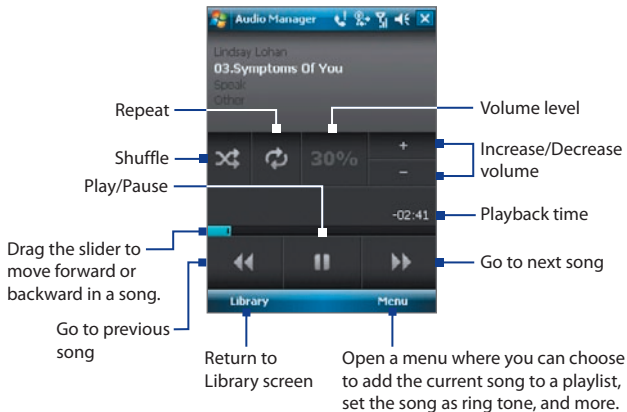 Audio Manager
Lindsay Lohan
03.Symptoms Of You
Speak
Other
Repeat
Volume level
Shuffle
30%
+
Increase/Decrease
volume
−
Play/Pause
-02:41
Playback time
Drag the slider to
move forward or
backward in a song.
Go to next song
Go to previous
song
Library
Menu
Return to
Library screen
Open a menu where you can choose
to add the current song to a playlist,
set the song as ring tone, and more.